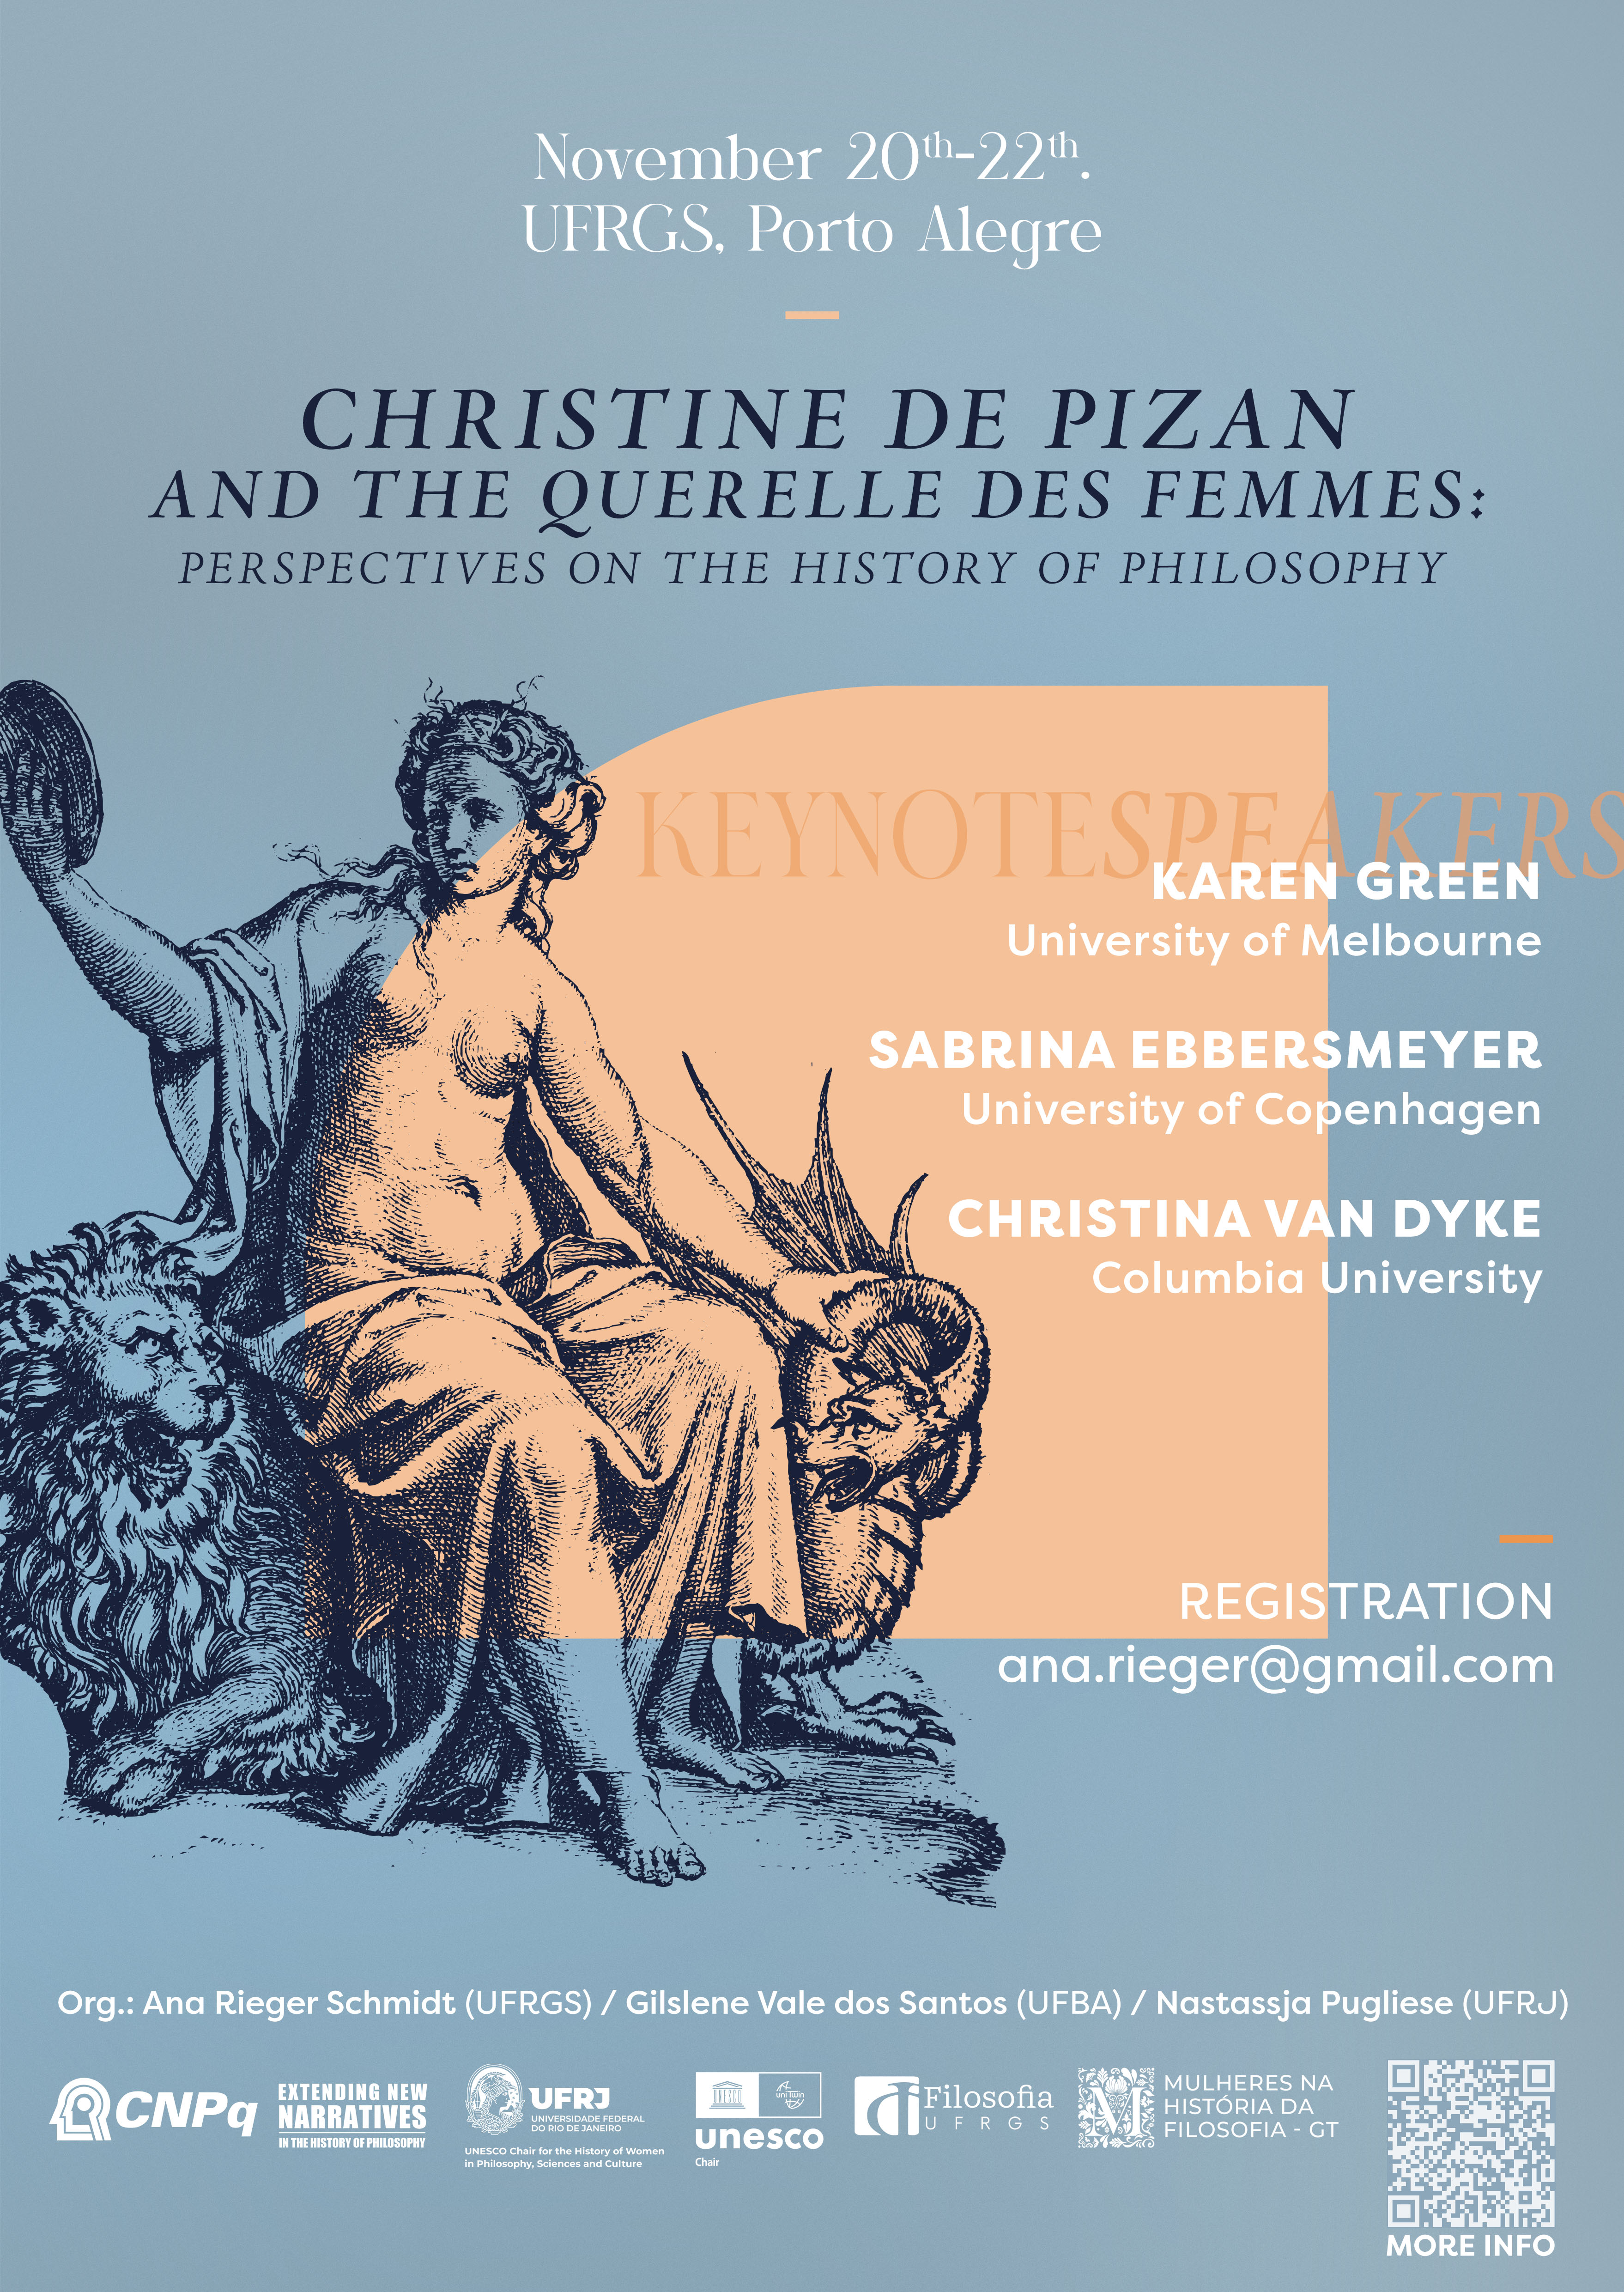 November 20th-22th.
UFRGS, Porto Alegre
CHRISTINE DE PIZAN
AND THE QUERELLE DES FEMMES:
PERSPECTIVES ON THE HISTORY OF PHILOSOPHY
KEYNOTESPEAKERS
KAREN GREEN
University of Melbourne
SABRINA EBBERSMEYER
University of Copenhagen
CHRISTINA VAN DYKE
Columbia University
REGISTRATION
ana.rieger@gmail.com
Org.: Ana Rieger Schmidt (UFRGS) / Gilslene Vale dos Santos (UFBA) / Nastassja Pugliese (UFRJ)
CNPq
EXTENDING NEW
NARRATIVES
IN THE HISTORY OF PHILOSOPHY
UFRJ
UNIVERSIDADE FEDERAL
DO RIO DE JANEIRO
UNESCO Chair for the History of Women
in Philosophy, Sciences and Culture
UNESCO
uni Twin
unesco
Chair
Filosofia
UFRGS
M
MULHERES NA
HISTÓRIA DA
FILOSOFIA - GT
MORE INFO